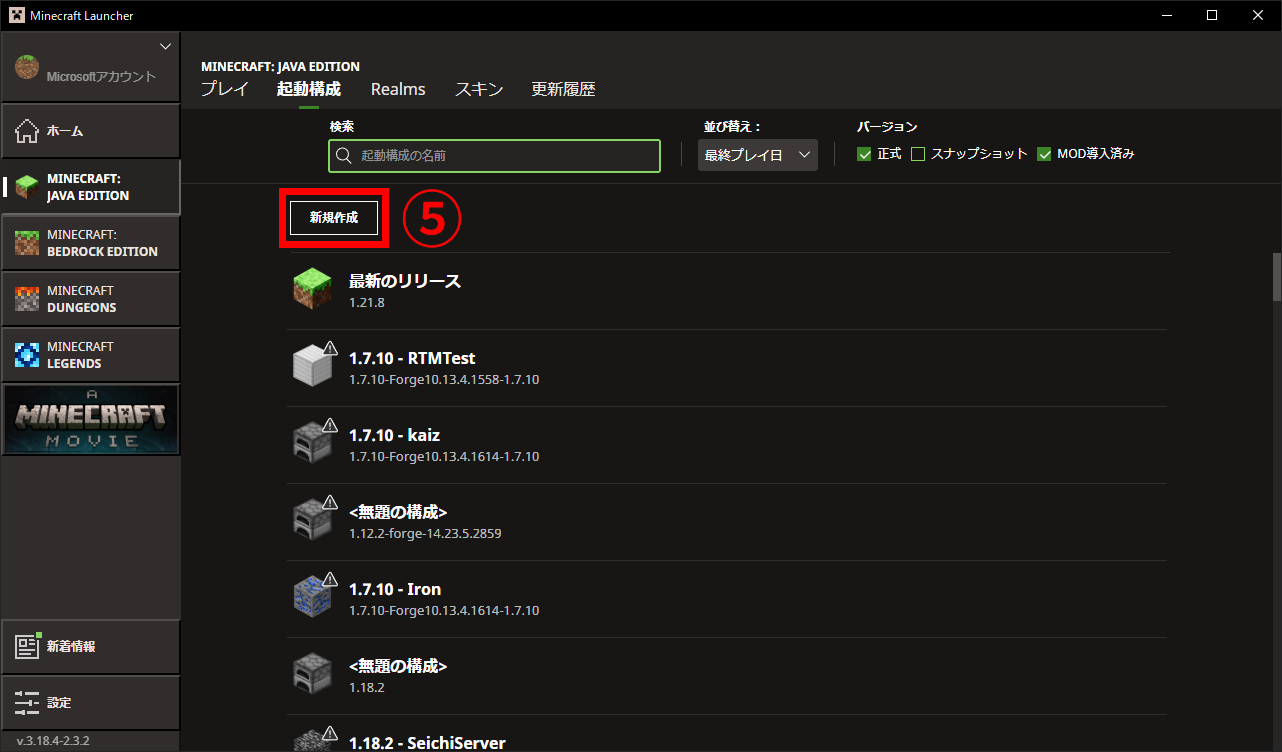 Minecraft Launcher
Microsoftアカウント
ホーム
MINECRAFT:
JAVA EDITION
MINECRAFT:
BEDROCK EDITION
MINECRAFT
DUNGEONS
MINECRAFT
LEGENDS
A
MINECRAFT
MOVIE
新着情報
設定
v.3.18.4-2.3.2
MINECRAFT: JAVA EDITION
プレイ 起動構成 Realms スキン 更新履歴
検索 並び替え： バージョン
起動構成の名前 最終プレイ日 正式 スナップショット MOD導入済み
新規作成 ⑤
最新のリリース
1.21.8
1.7.10 - RTMTest
1.7.10-Forge10.13.4.1558-1.7.10
1.7.10 - kaiz
1.7.10-Forge10.13.4.1614-1.7.10
<無題の構成>
1.12.2-forge-14.23.5.2859
1.7.10 - Iron
1.7.10-Forge10.13.4.1614-1.7.10
<無題の構成>
1.18.2
1.18.2 - SeichiServer